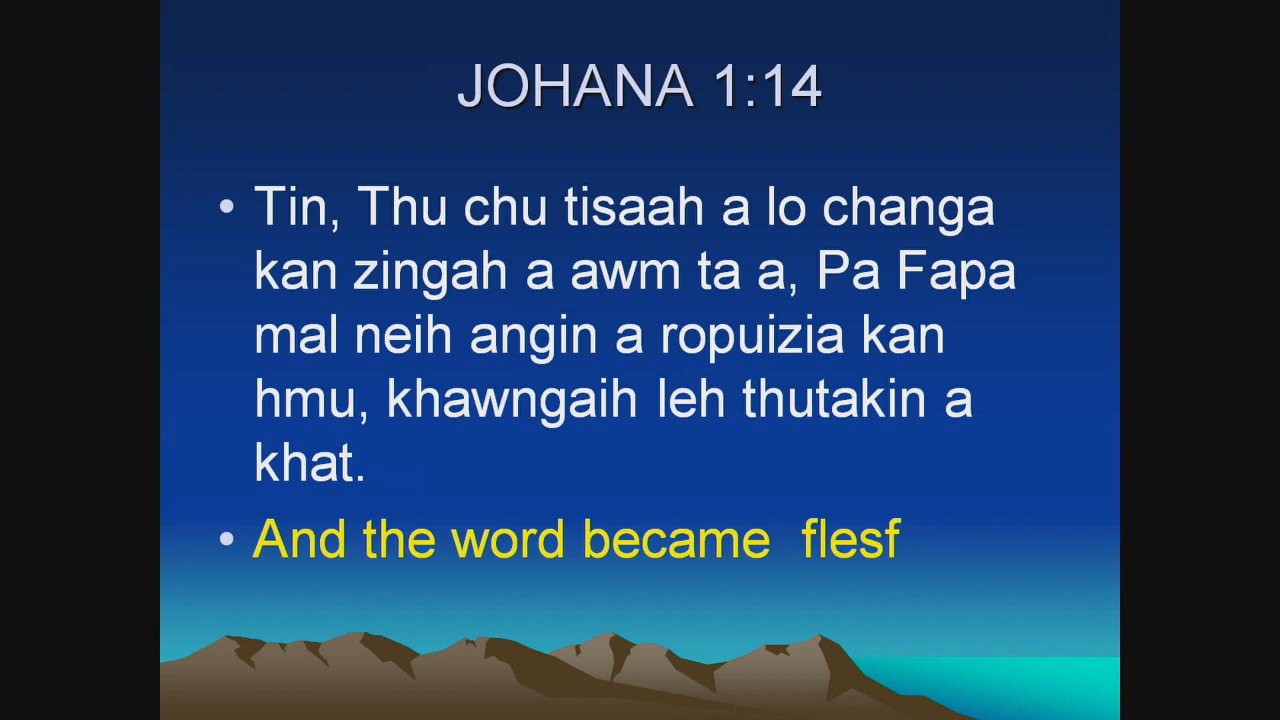 JOHANA 1:14
• Tin, Thu chu tisaah a lo changa
kan zingah a awm ta a, Pa Fapa
mal neih angin a ropuizia kan
hmu, khawngaih leh thutakin a
khat.
• And the word became  flesf